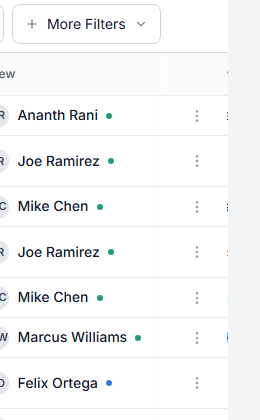 More Filters
ew
R Ananth Rani
R Joe Ramirez
C Mike Chen
R Joe Ramirez
C Mike Chen
W Marcus Williams
O Felix Ortega